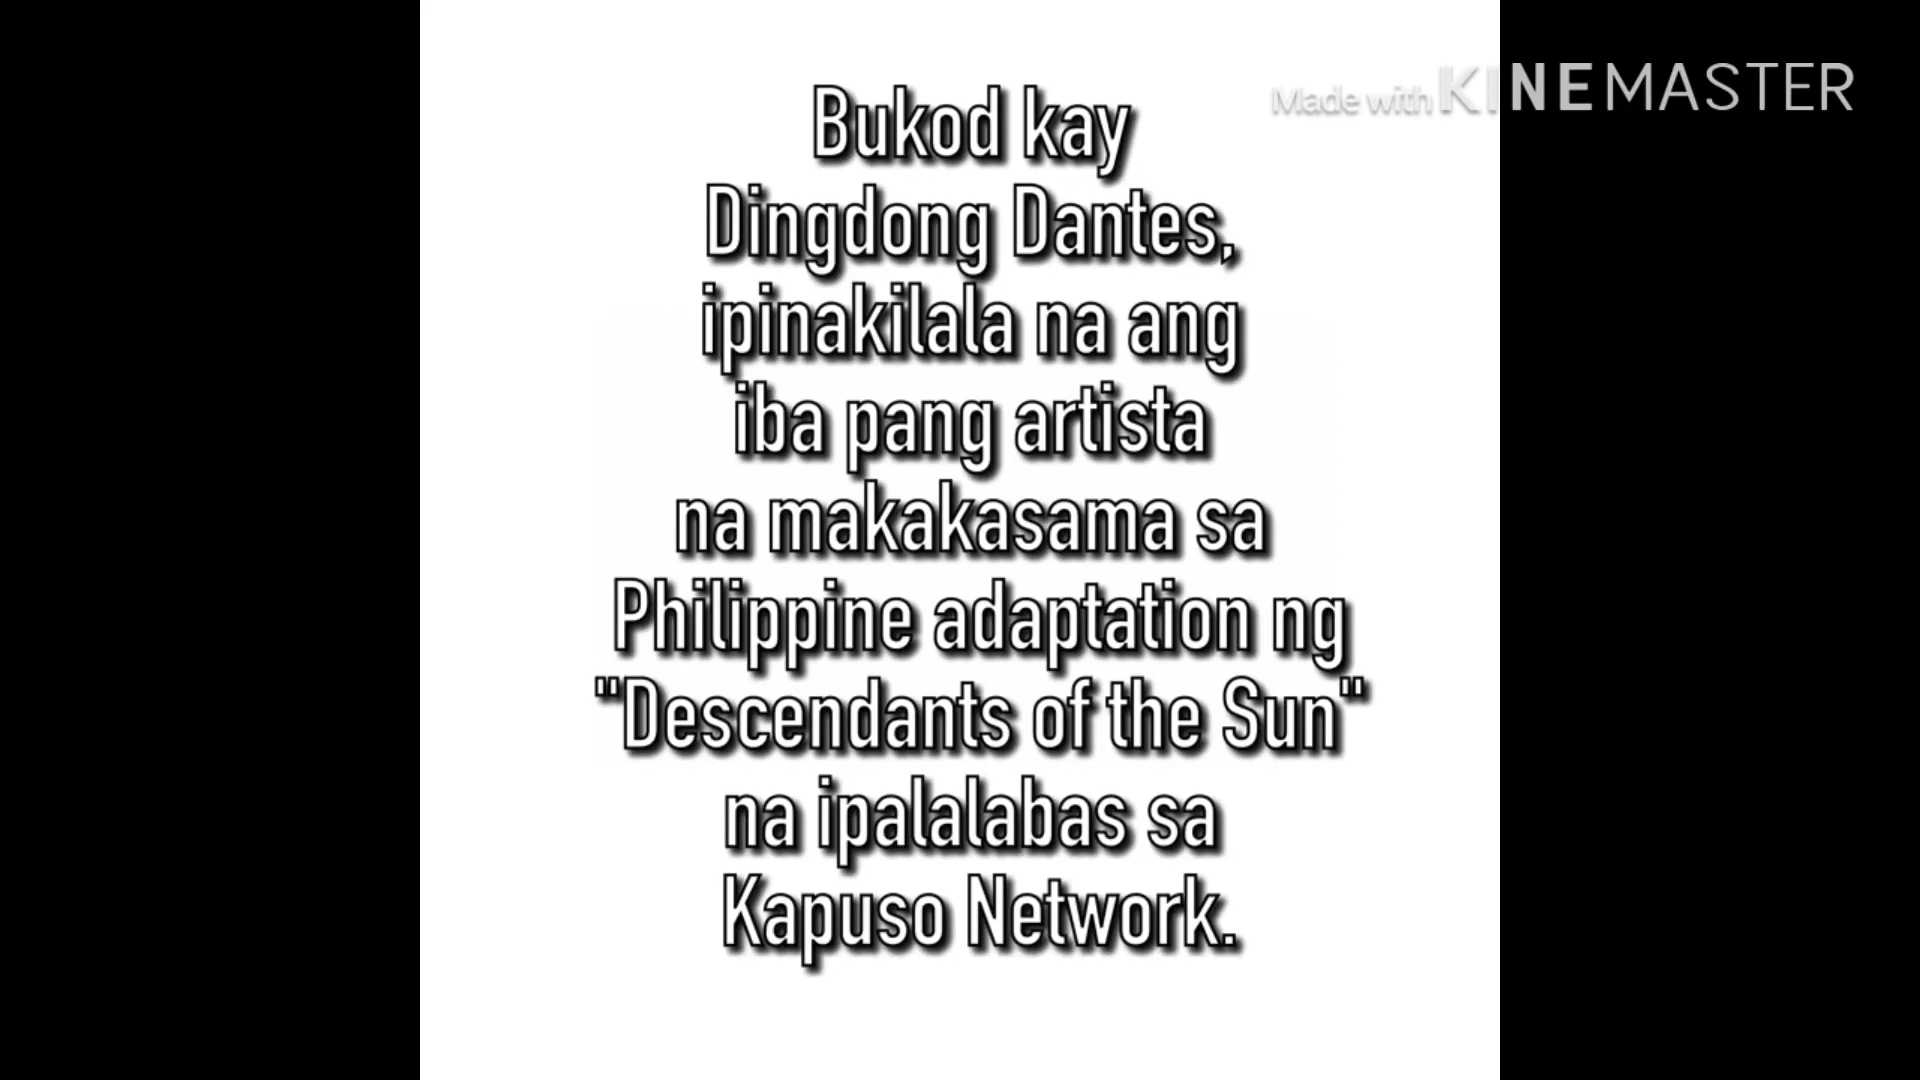 Made with KINEMASTER
Bukod kay
Dingdong Dantes,
ipinakilala na ang
iba pang artista
na makakasama sa
Philippine adaptation ng
"Descendants of the Sun"
na ipalalabas sa
Kapuso Network.